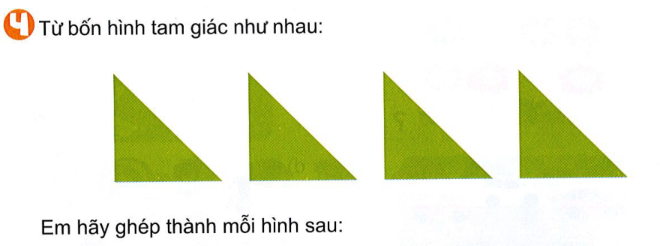 4 Từ bốn hình tam giác như nhau:
Em hãy ghép thành mỗi hình sau: